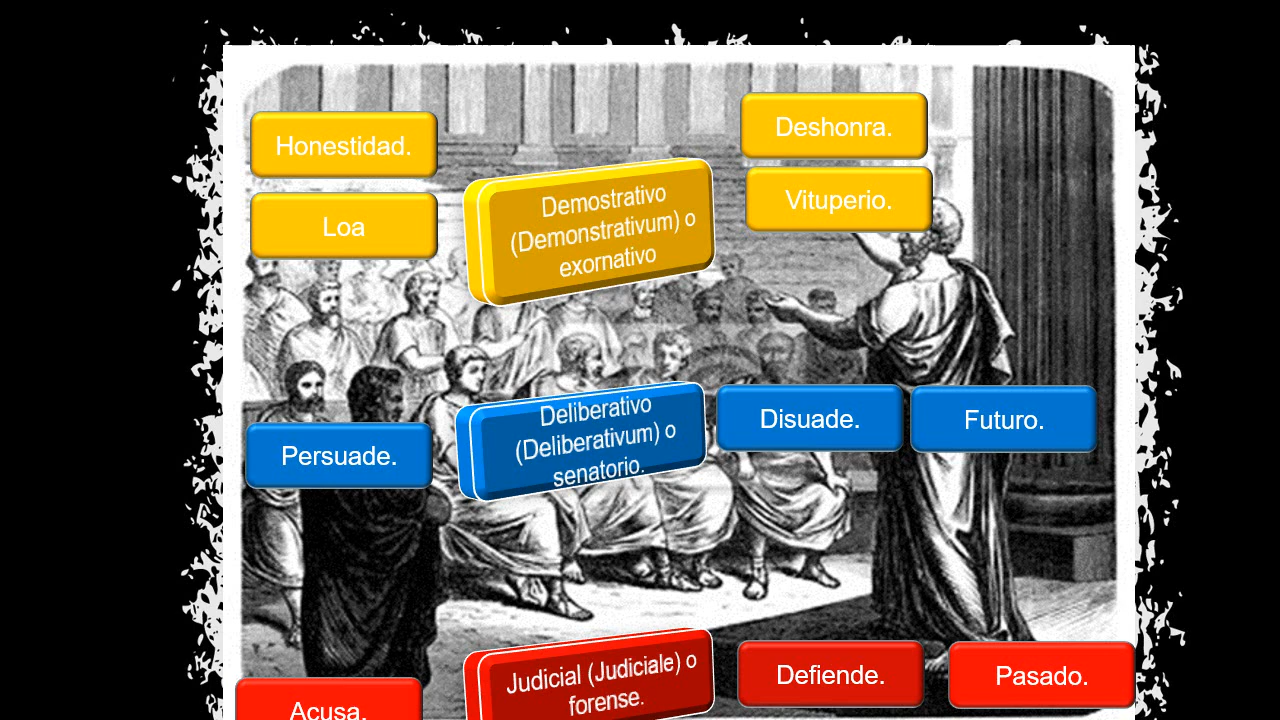 Honestidad.
Loa
Demostrativo
(Demonstrativum) o
exornativo
Deshonra.
Vituperio.
Persuade.
Deliberativo
(Deliberativum) o
senatorio.
Disuade.
Futuro.
Acusa.
Judicial (Judiciale) o
forense.
Defiende.
Pasado.